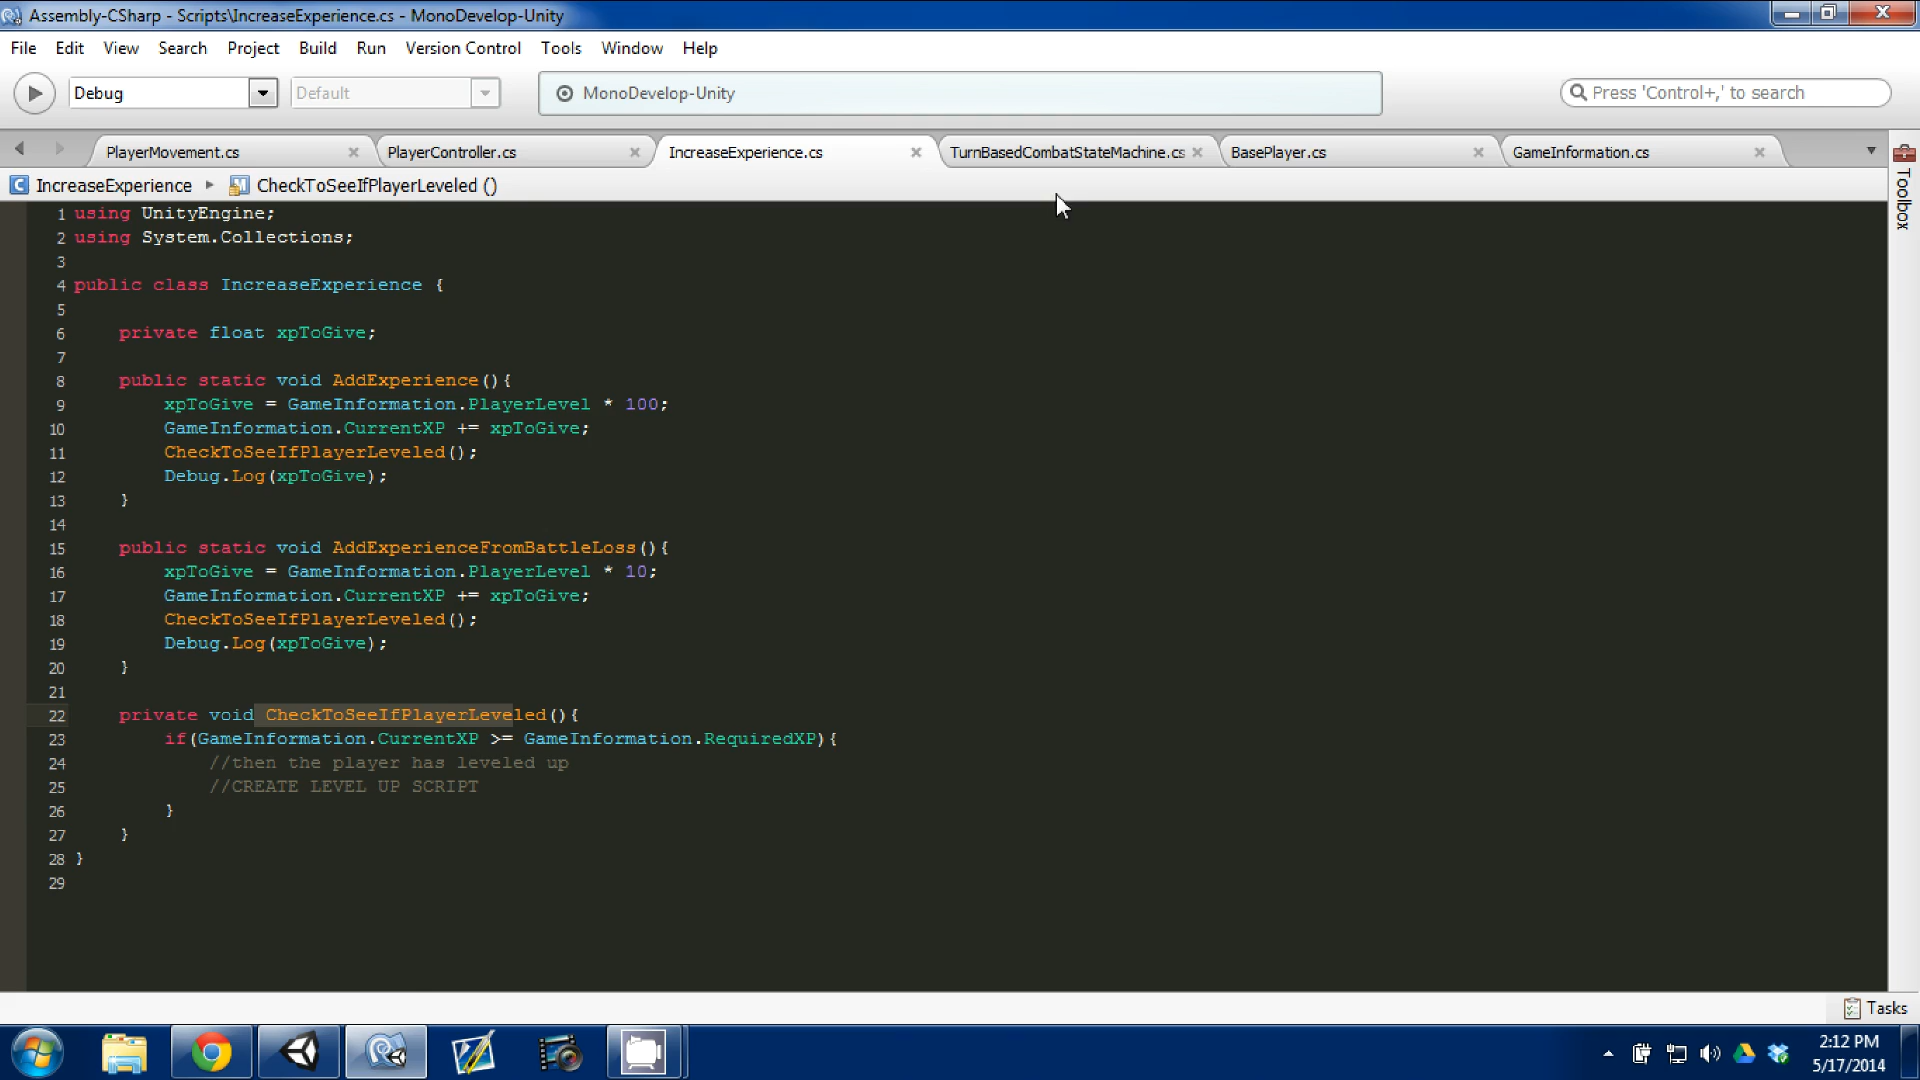 Assembly-CSharp - Scripts\IncreaseExperience.cs - MonoDevelop-Unity
File Edit View Search Project Build Run Version Control Tools Window Help
Debug Default MonoDevelop-Unity Press 'Control+,' to search
PlayerMovement.cs PlayerController.cs IncreaseExperience.cs TurnBasedCombatStateMachine.cs BasePlayer.cs GameInformation.cs
IncreaseExperience CheckToSeeIfPlayerLeveled ()
Toolbox
1 using UnityEngine;
2 using System.Collections;
3
4 public class IncreaseExperience {
5
6 private float xpToGive;
7
8 public static void AddExperience(){
9 xpToGive = GameInformation.PlayerLevel * 100;
10 GameInformation.CurrentXP += xpToGive;
11 CheckToSeeIfPlayerLeveled();
12 Debug.Log(xpToGive);
13 }
14
15 public static void AddExperienceFromBattleLoss(){
16 xpToGive = GameInformation.PlayerLevel * 10;
17 GameInformation.CurrentXP += xpToGive;
18 CheckToSeeIfPlayerLeveled();
19 Debug.Log(xpToGive);
20 }
21
22 private void CheckToSeeIfPlayerLeveled(){
23 if(GameInformation.CurrentXP >= GameInformation.RequiredXP){
24 //then the player has leveled up
25 //CREATE LEVEL UP SCRIPT
26 }
27 }
28 }
29
Tasks
2:12 PM
5/17/2014